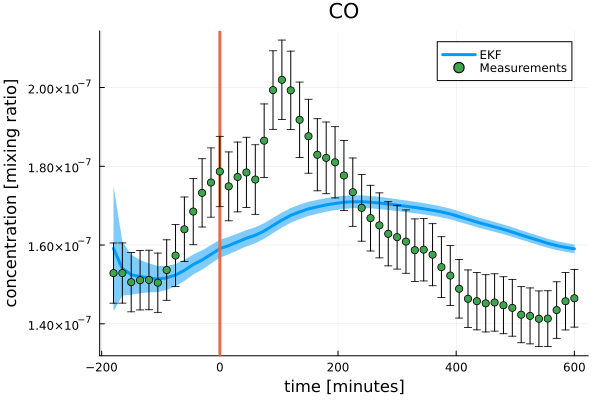 CO
EKF
Measurements
concentration [mixing ratio]
2.00×10⁻⁷
1.80×10⁻⁷
1.60×10⁻⁷
1.40×10⁻⁷
−200 0 200 400 600
time [minutes]